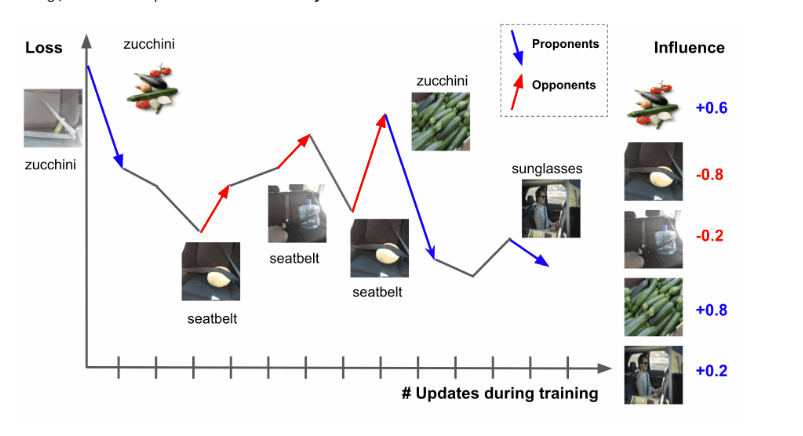 Loss
zucchini
Proponents
Opponents
Influence
zucchini
+0.6
zucchini
sunglasses
-0.8
seatbelt
-0.2
seatbelt
seatbelt
+0.8
+0.2
# Updates during training